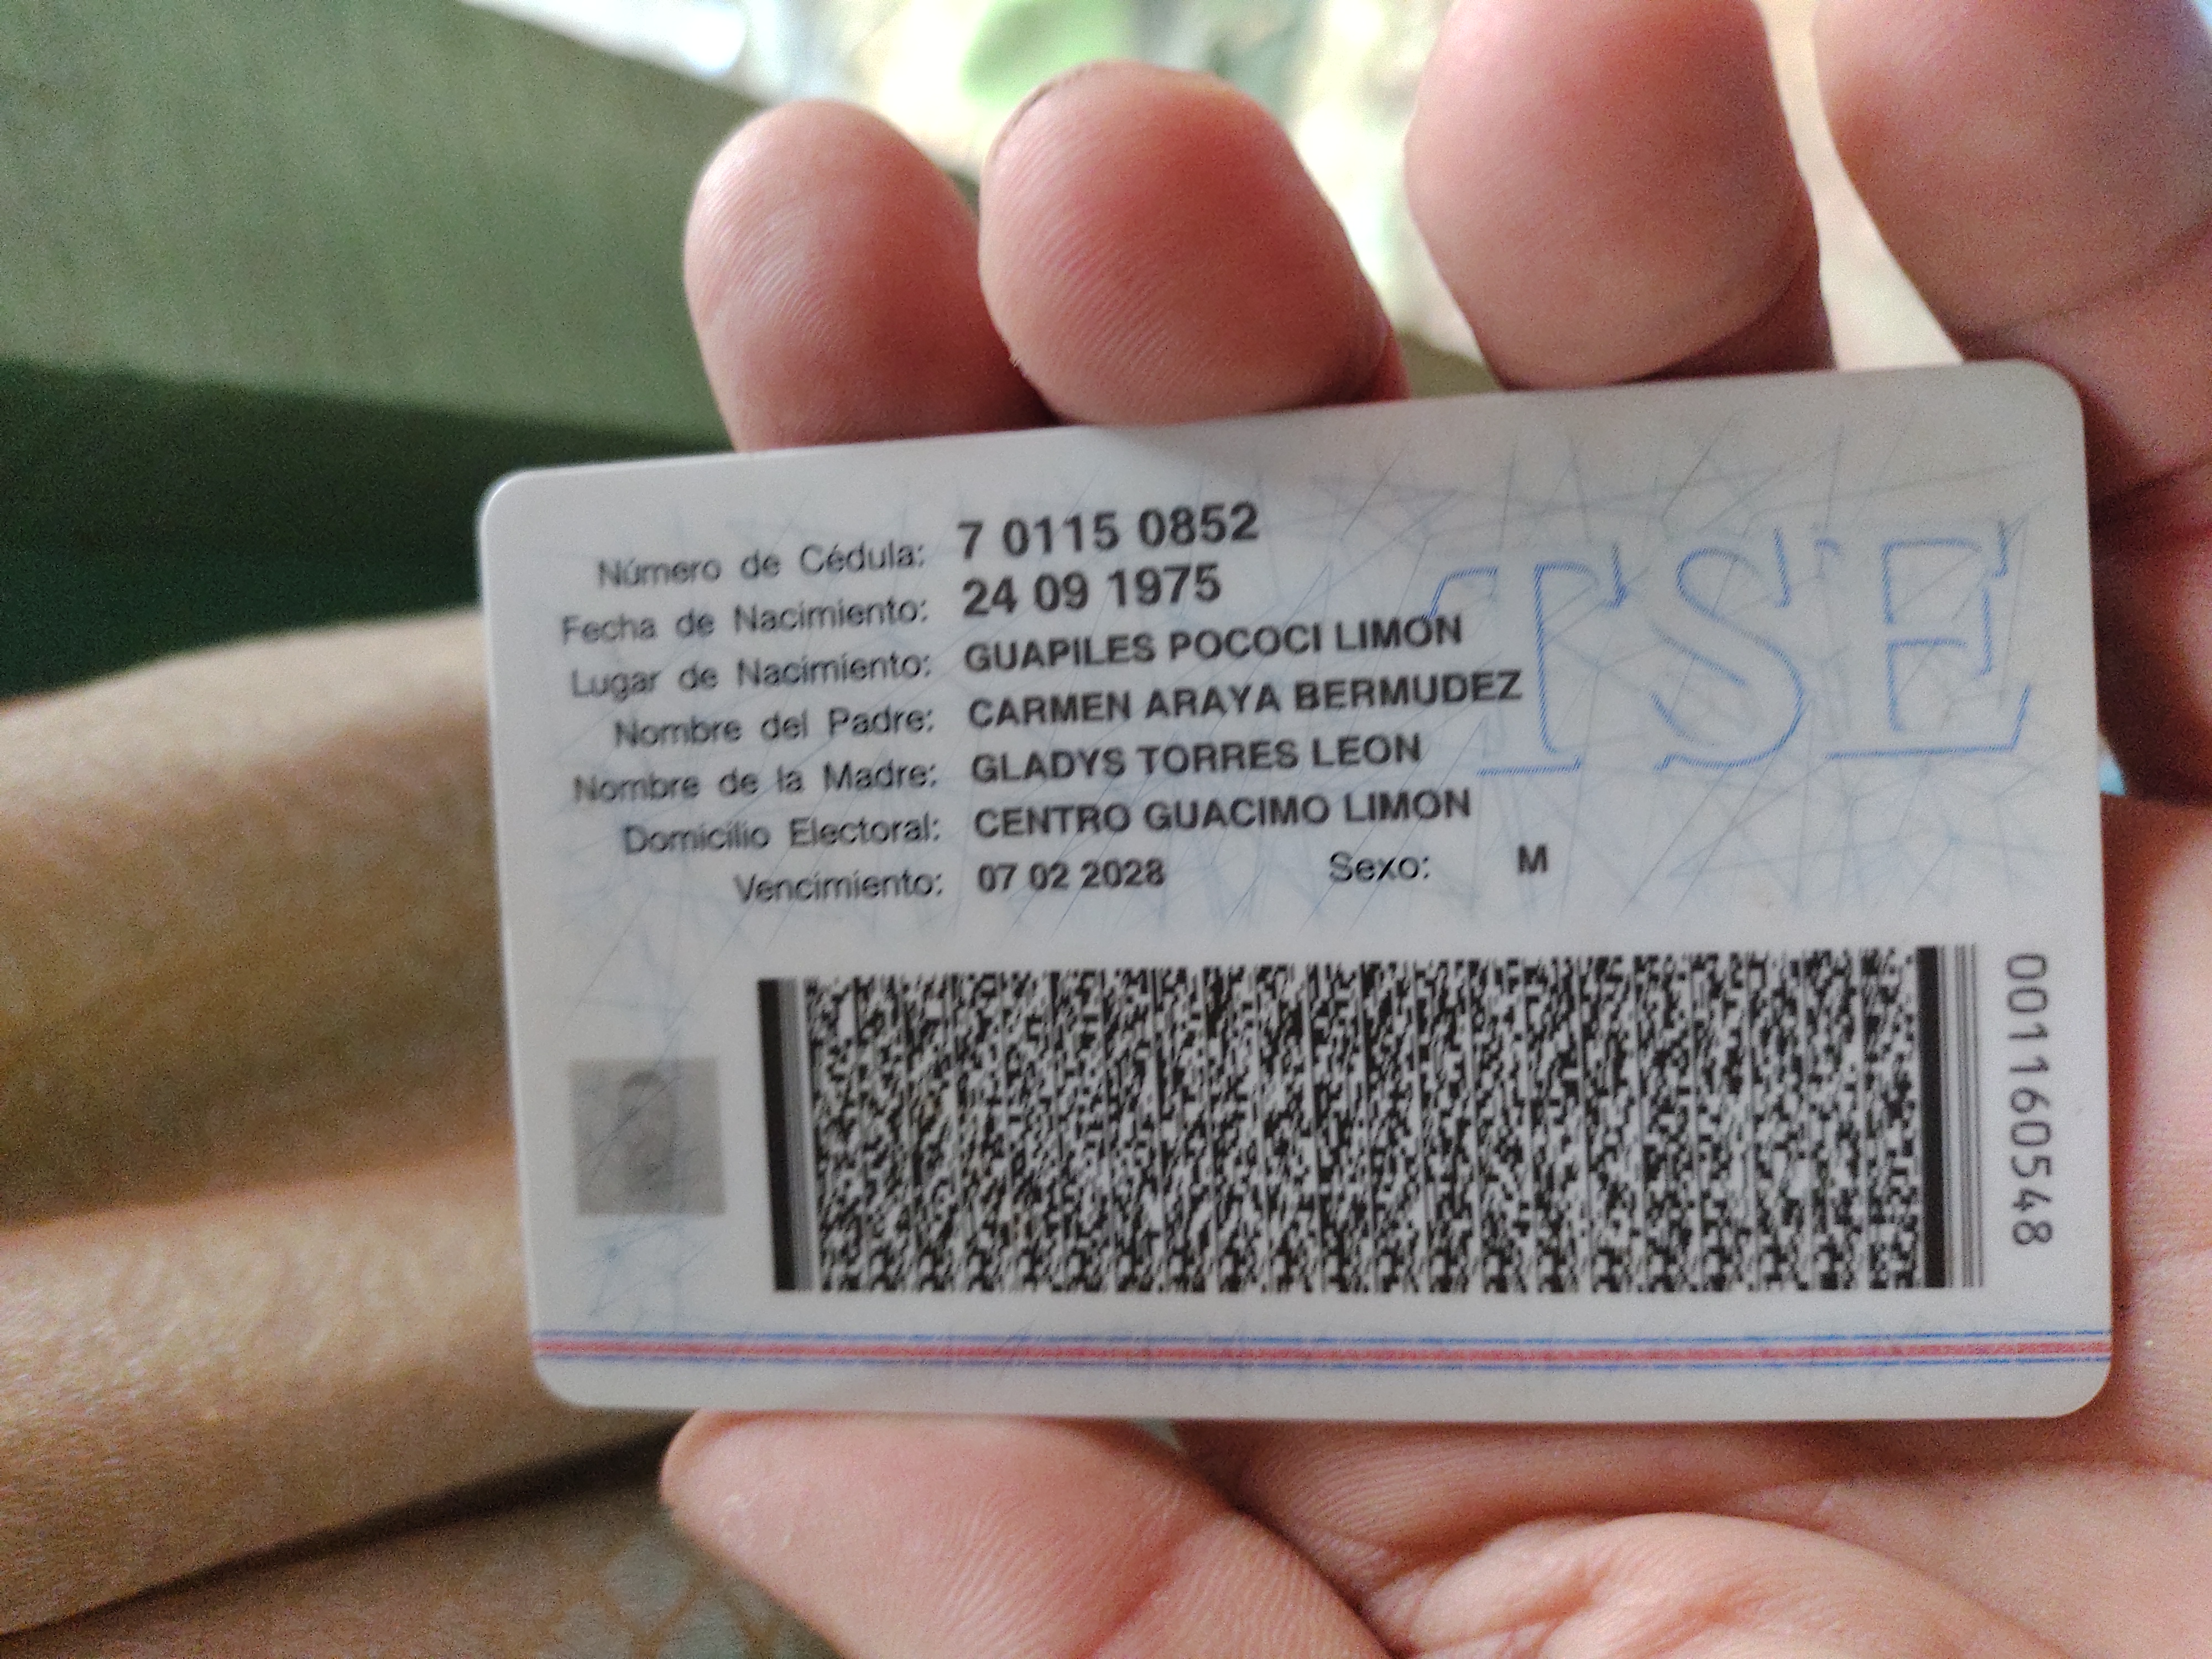 Número de Cédula: 7 0115 0852
Fecha de Nacimiento: 24 09 1975
Lugar de Nacimiento: GUAPILES POCOCI LIMON
Nombre del Padre: CARMEN ARAYA BERMUDEZ
Nombre de la Madre: GLADYS TORRES LEON
Domicilio Electoral: CENTRO GUACIMO LIMON
Vencimiento: 07 02 2028 Sexo: M
TSE
001160548